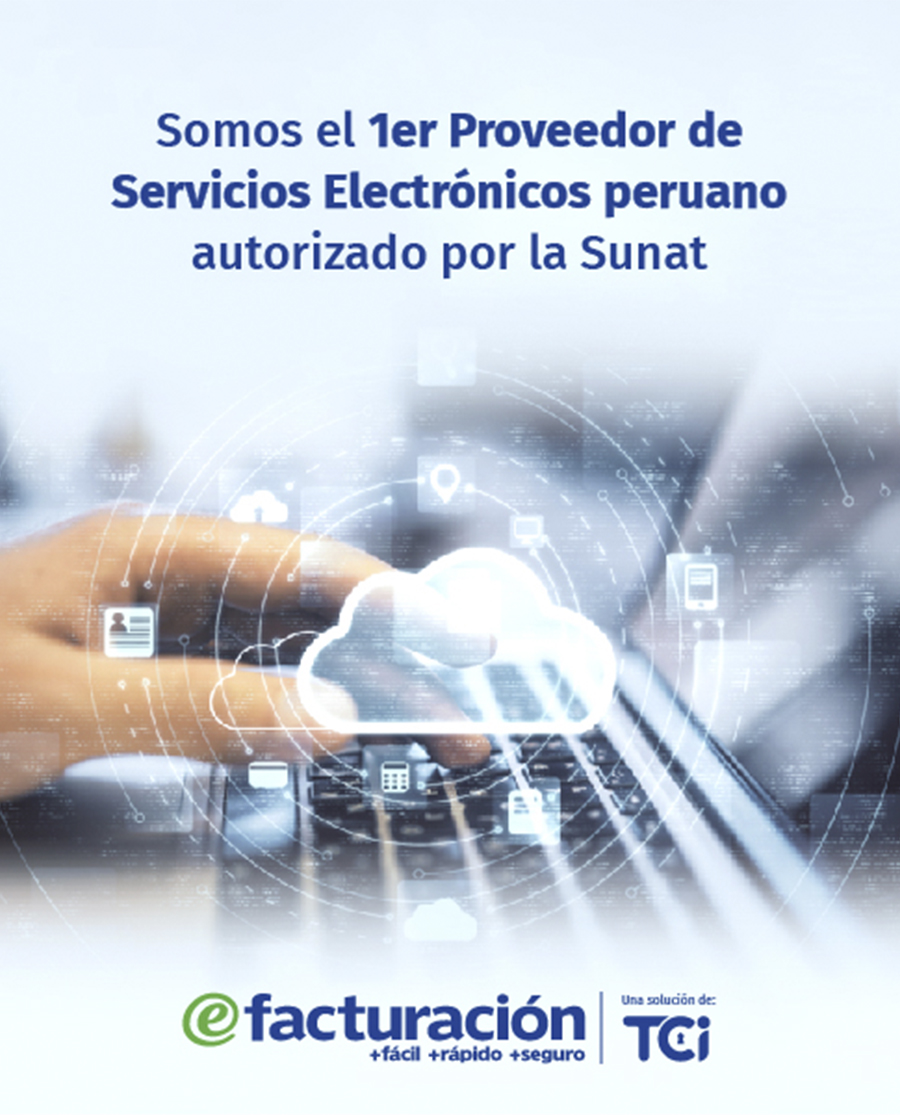 Somos el 1er Proveedor de
Servicios Electrónicos peruano
autorizado por la Sunat
e facturación
+fácil +rápido +seguro
Una solución de:
TCi